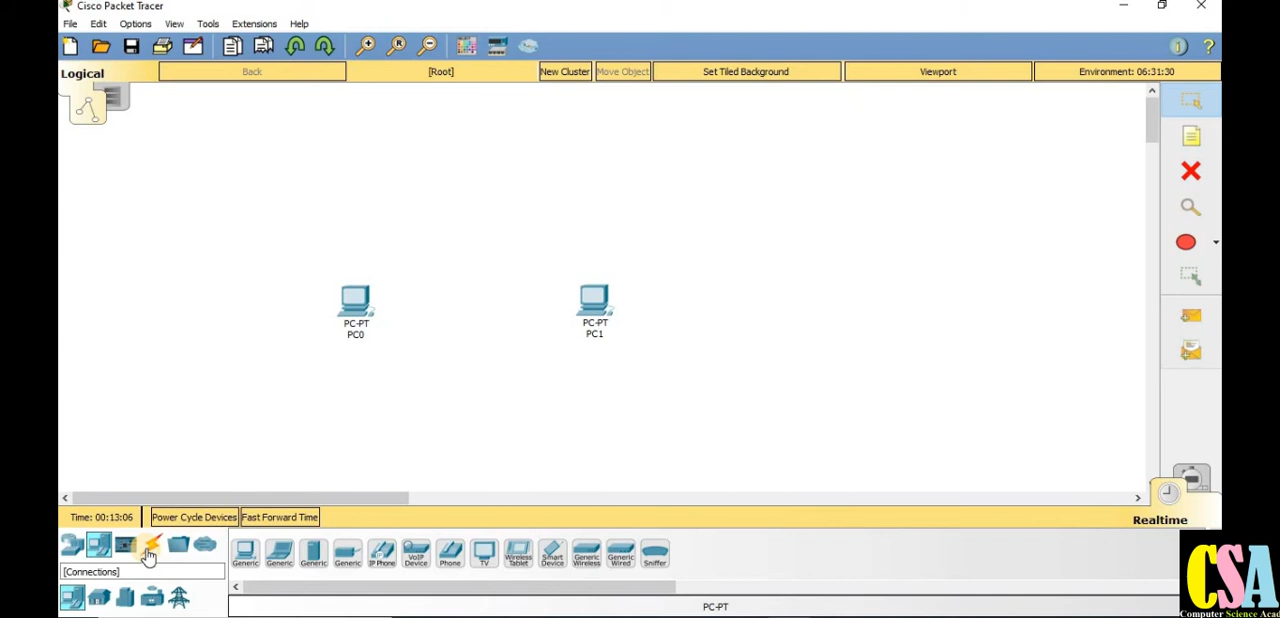 Cisco Packet Tracer
File Edit Options View Tools Extensions Help
Logical Back [Root] New Cluster Move Object Set Tiled Background Viewport Environment: 06:31:30
PC-PT
PC0
PC-PT
PC1
Time: 00:13:06 Power Cycle Devices Fast Forward Time
Realtime
Generic Generic Generic Generic IP Phone VoIP Device Phone TV Wireless Tablet Smart Device Generic Wireless Generic Wired Sniffer
[Connections]
PC-PT
CSA
Computer Science Acad